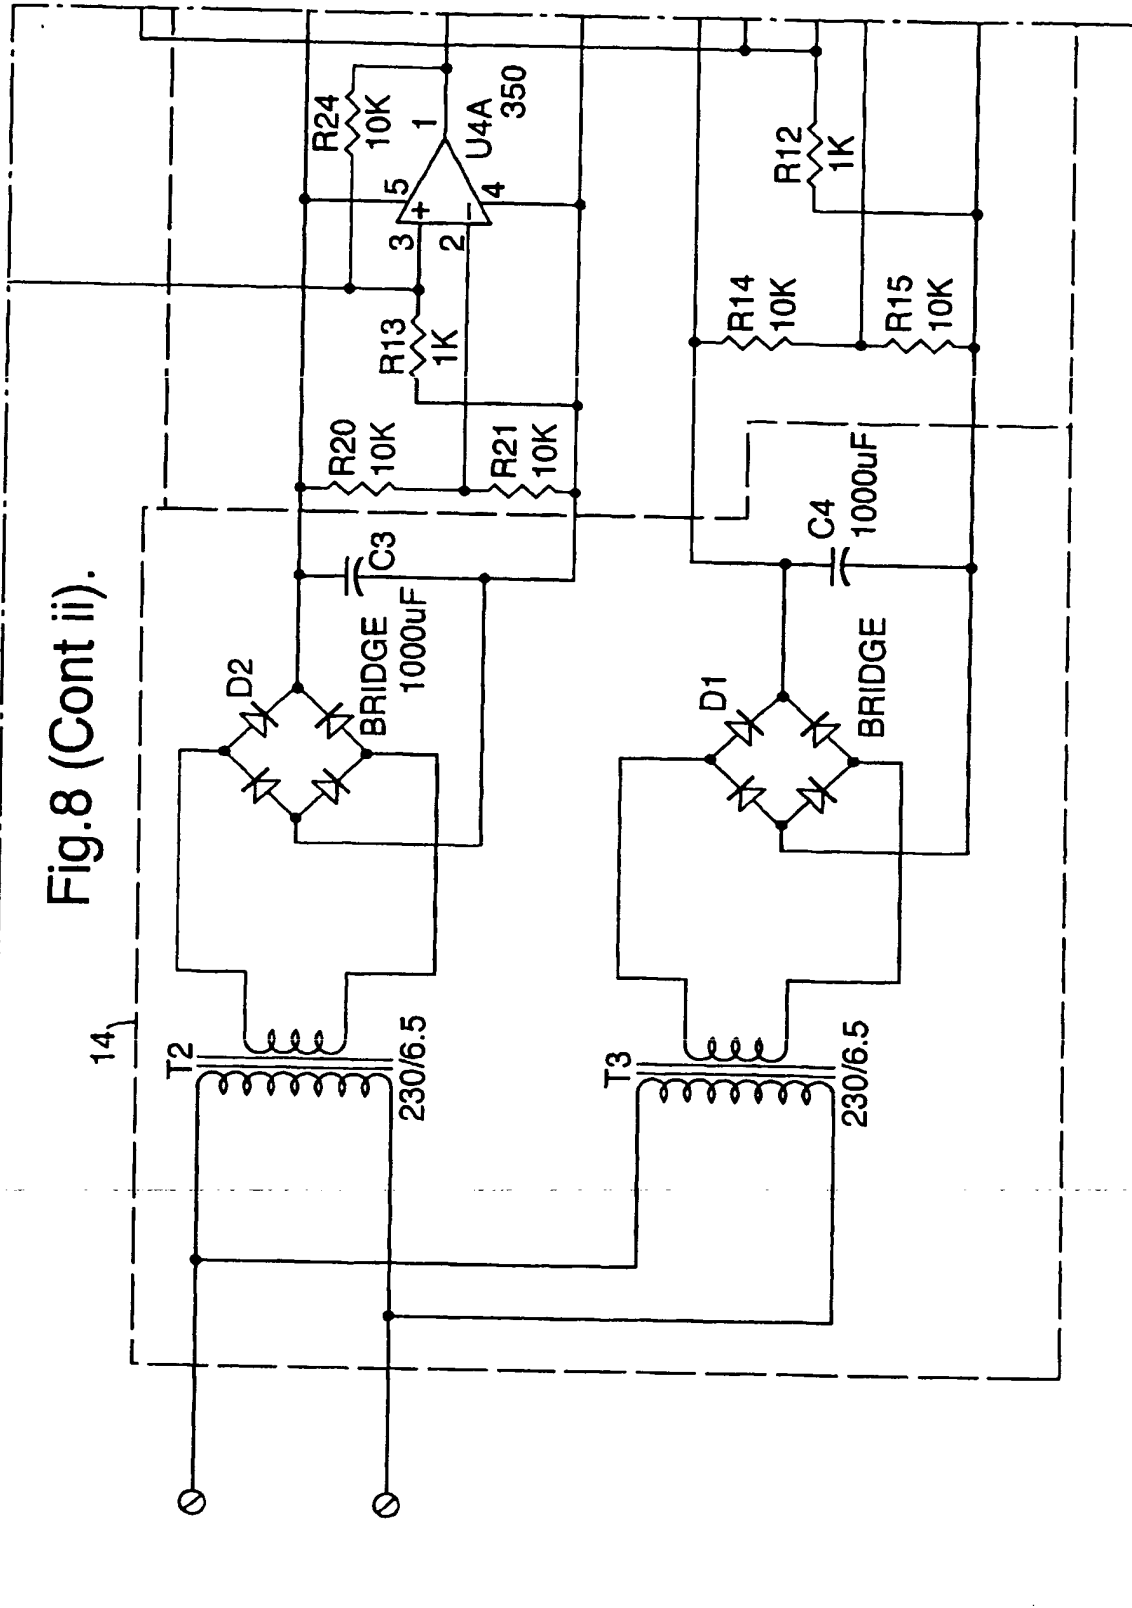 Fig.8 (Cont ii).
14
T2
230/6.5
D2
BRIDGE
1000uF
C3
R20
10K
R21
10K
R13
1K
R24
10K
3
2
+
−
5
4
1
U4A
350
T3
230/6.5
D1
BRIDGE
C4
1000uF
R14
10K
R15
10K
R12
1K